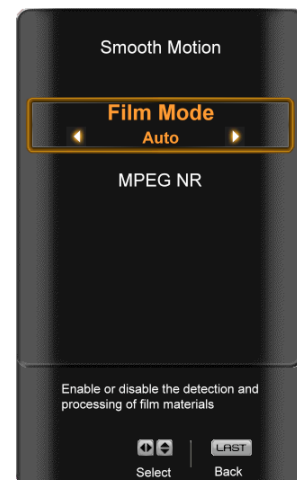 Smooth Motion
Film Mode
Auto
MPEG NR
Enable or disable the detection and
processing of film materials
LAST
Select
Back